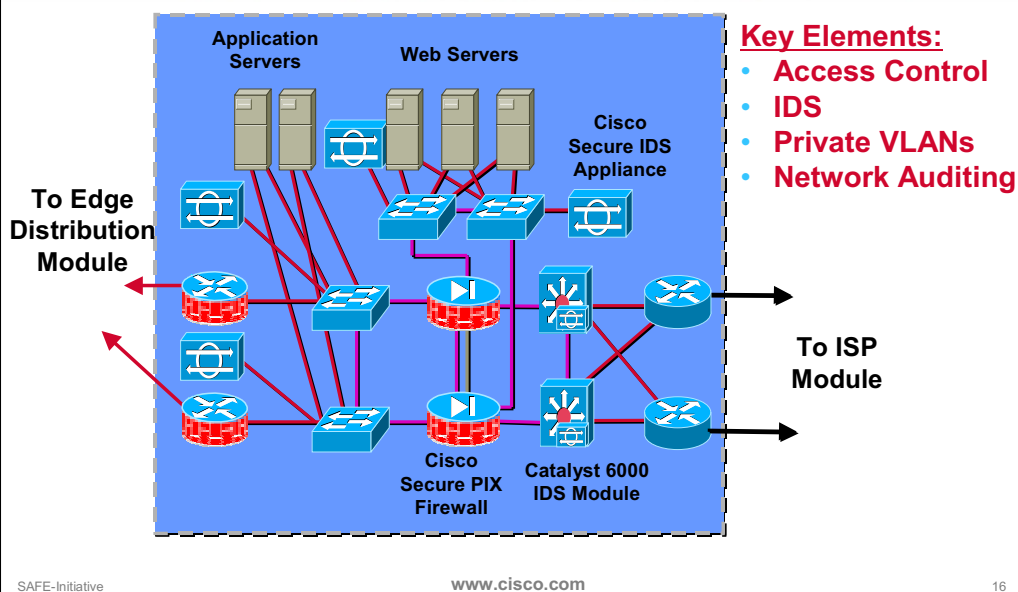 Application
Servers
Web Servers
Key Elements:
• Access Control
• IDS
• Private VLANs
• Network Auditing
Cisco
Secure IDS
Appliance
To Edge
Distribution
Module
To ISP
Module
Cisco
Secure PIX
Firewall
Catalyst 6000
IDS Module
SAFE-Initiative
www.cisco.com
16